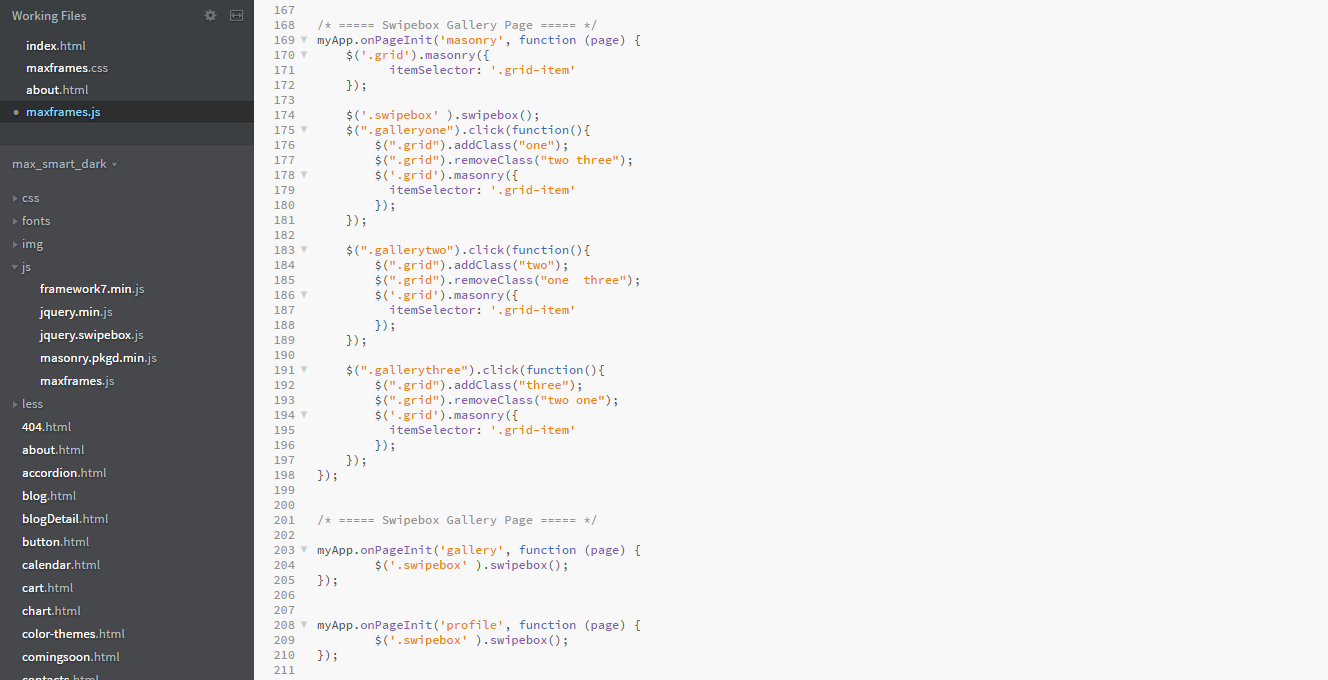 Working Files
index.html
maxframes.css
about.html
maxframes.js
max_smart_dark
css
fonts
img
js
framework7.min.js
jquery.min.js
jquery.swipebox.js
masonry.pkgd.min.js
maxframes.js
less
404.html
about.html
accordion.html
blog.html
blogDetail.html
button.html
calendar.html
cart.html
chart.html
color-themes.html
comingsoon.html
contacts.html
167
168 /* ===== Swipebox Gallery Page ===== */
169 myApp.onPageInit('masonry', function (page) {
170 $('.grid').masonry({
171 itemSelector: '.grid-item'
172 });
173
174 $('.swipebox' ).swipebox();
175 $(".galleryone").click(function(){
176 $(".grid").addClass("one");
177 $(".grid").removeClass("two three");
178 $('.grid').masonry({
179 itemSelector: '.grid-item'
180 });
181 });
182
183 $(".gallerytwo").click(function(){
184 $(".grid").addClass("two");
185 $(".grid").removeClass("one  three");
186 $('.grid').masonry({
187 itemSelector: '.grid-item'
188 });
189 });
190
191 $(".gallerythree").click(function(){
192 $(".grid").addClass("three");
193 $(".grid").removeClass("two one");
194 $('.grid').masonry({
195 itemSelector: '.grid-item'
196 });
197 });
198 });
199
200
201 /* ===== Swipebox Gallery Page ===== */
202
203 myApp.onPageInit('gallery', function (page) {
204 $('.swipebox' ).swipebox();
205 });
206
207
208 myApp.onPageInit('profile', function (page) {
209 $('.swipebox' ).swipebox();
210 });
211